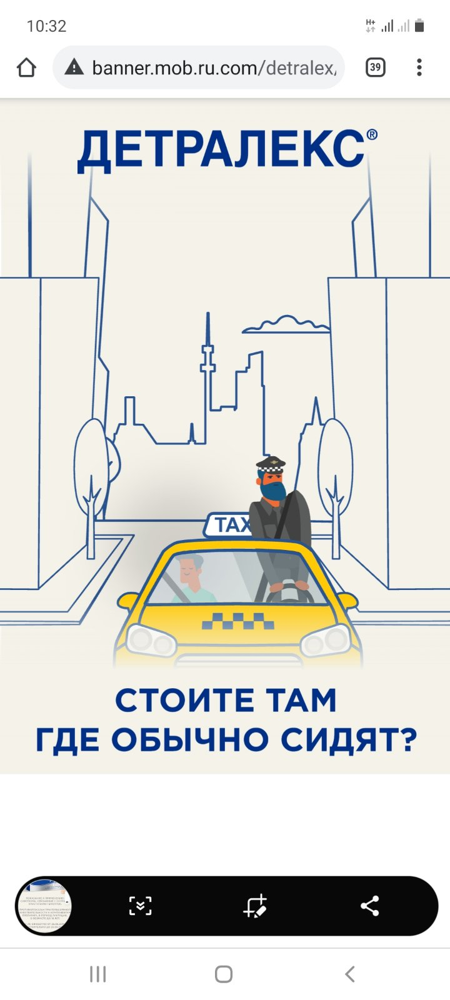 10:32
H+
banner.mob.ru.com/detralex,
39
ДЕТРАЛЕКС®
TAX
СТОИТЕ ТАМ
ГДЕ ОБЫЧНО СИДЯТ?